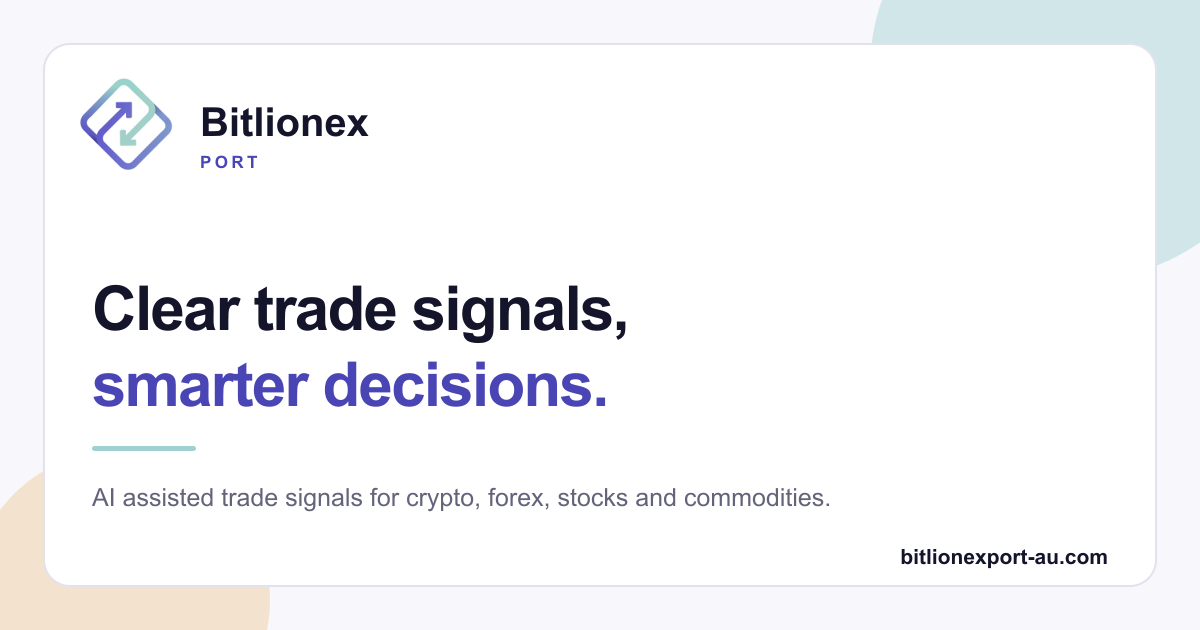 Bitlionex
PORT
Clear trade signals,
smarter decisions.
AI assisted trade signals for crypto, forex, stocks and commodities.
bitlionexport-au.com